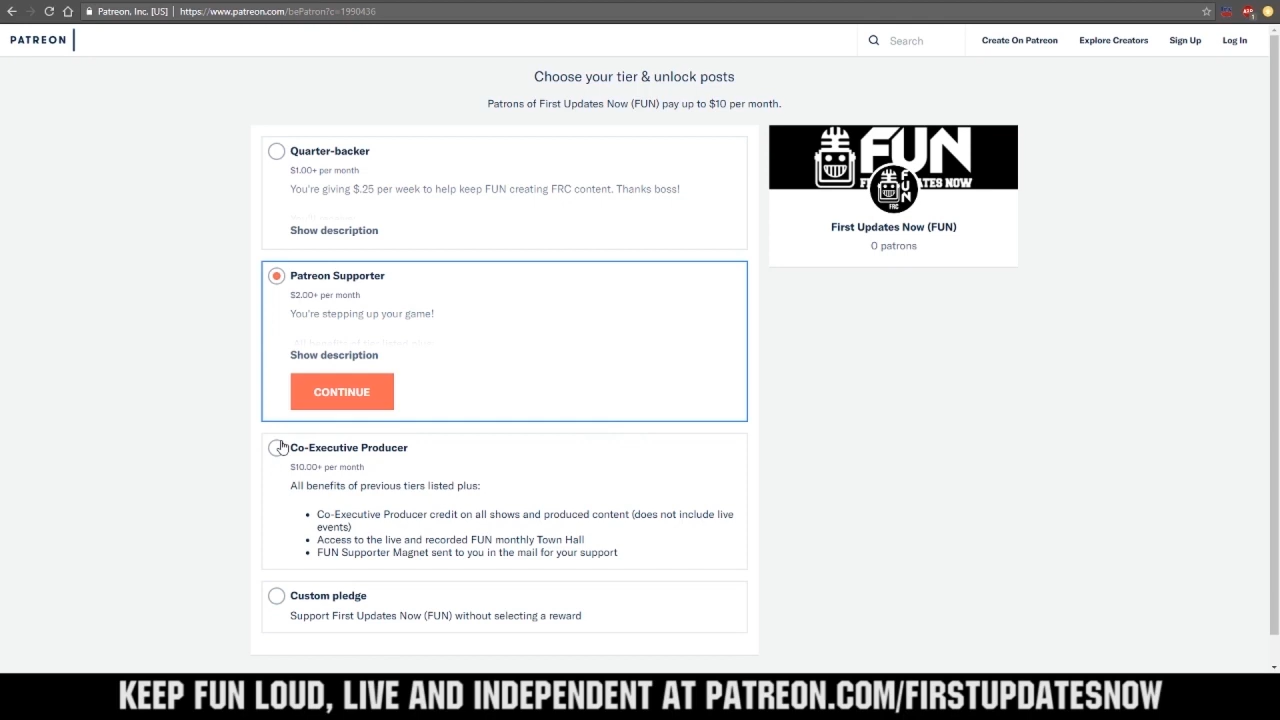 Patreon, Inc. [US] | https://www.patreon.com/bePatron?c=1990436
PATREON
Search
Create On Patreon
Explore Creators
Sign Up
Log In
Choose your tier & unlock posts
Patrons of First Updates Now (FUN) pay up to $10 per month.
Quarter-backer
$1.00+ per month
You're giving $.25 per week to help keep FUN creating FRC content. Thanks boss!
Show description
Patreon Supporter
$2.00+ per month
You're stepping up your game!
All benefits of tier listed plus:
Show description
CONTINUE
Co-Executive Producer
$10.00+ per month
All benefits of previous tiers listed plus:
• Co-Executive Producer credit on all shows and produced content (does not include live
events)
• Access to the live and recorded FUN monthly Town Hall
• FUN Supporter Magnet sent to you in the mail for your support
Custom pledge
Support First Updates Now (FUN) without selecting a reward
FUN
FUN
FRC
First Updates Now (FUN)
0 patrons
KEEP FUN LOUD, LIVE AND INDEPENDENT AT PATREON.COM/FIRSTUPDATESNOW